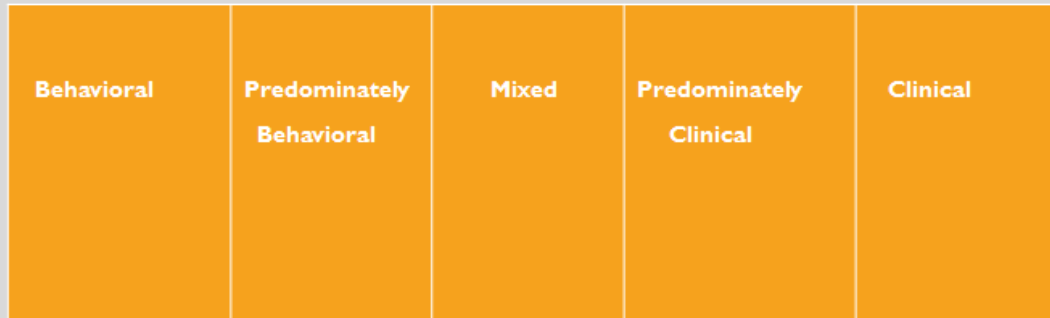 Behavioral
Predominately
Behavioral
Mixed
Predominately
Clinical
Clinical